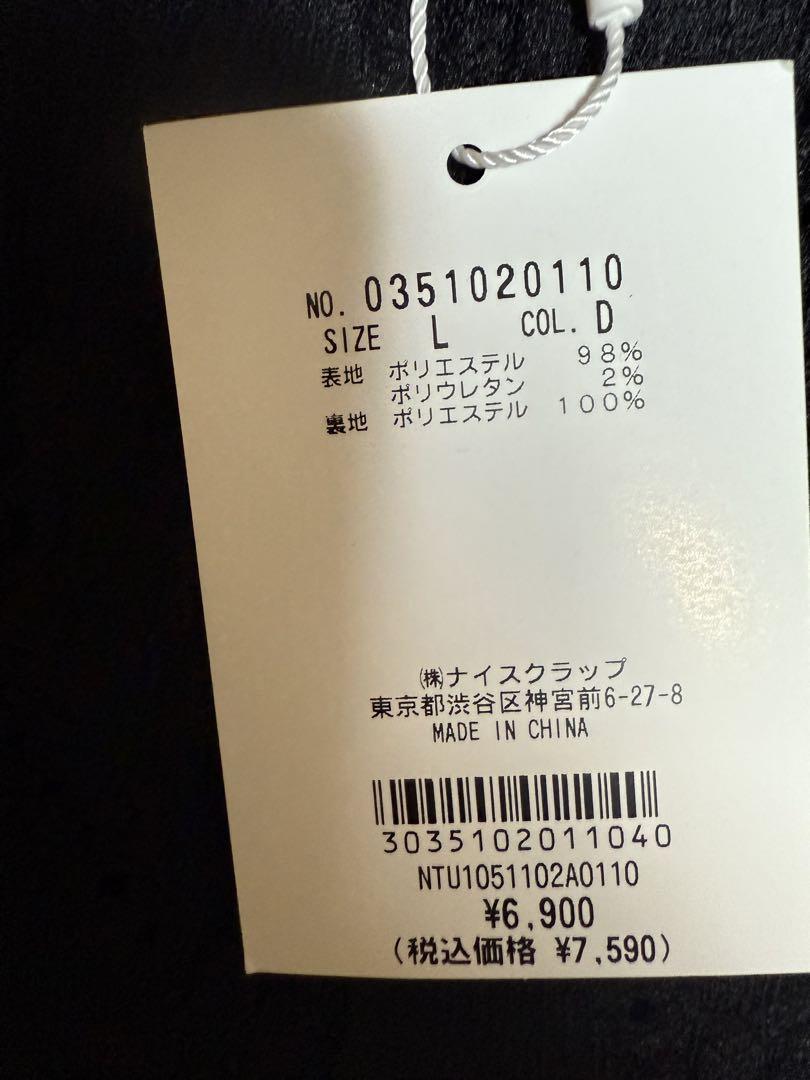 NO. 0351020110
SIZE L COL. D
表地 ポリエステル 98%
ポリウレタン 2%
裏地 ポリエステル 100%
㈱ナイスクラップ
東京都渋谷区神宮前6-27-8
MADE IN CHINA
3035102011040
NTU1051102A0110
¥6,900
(税込価格 ¥7,590)